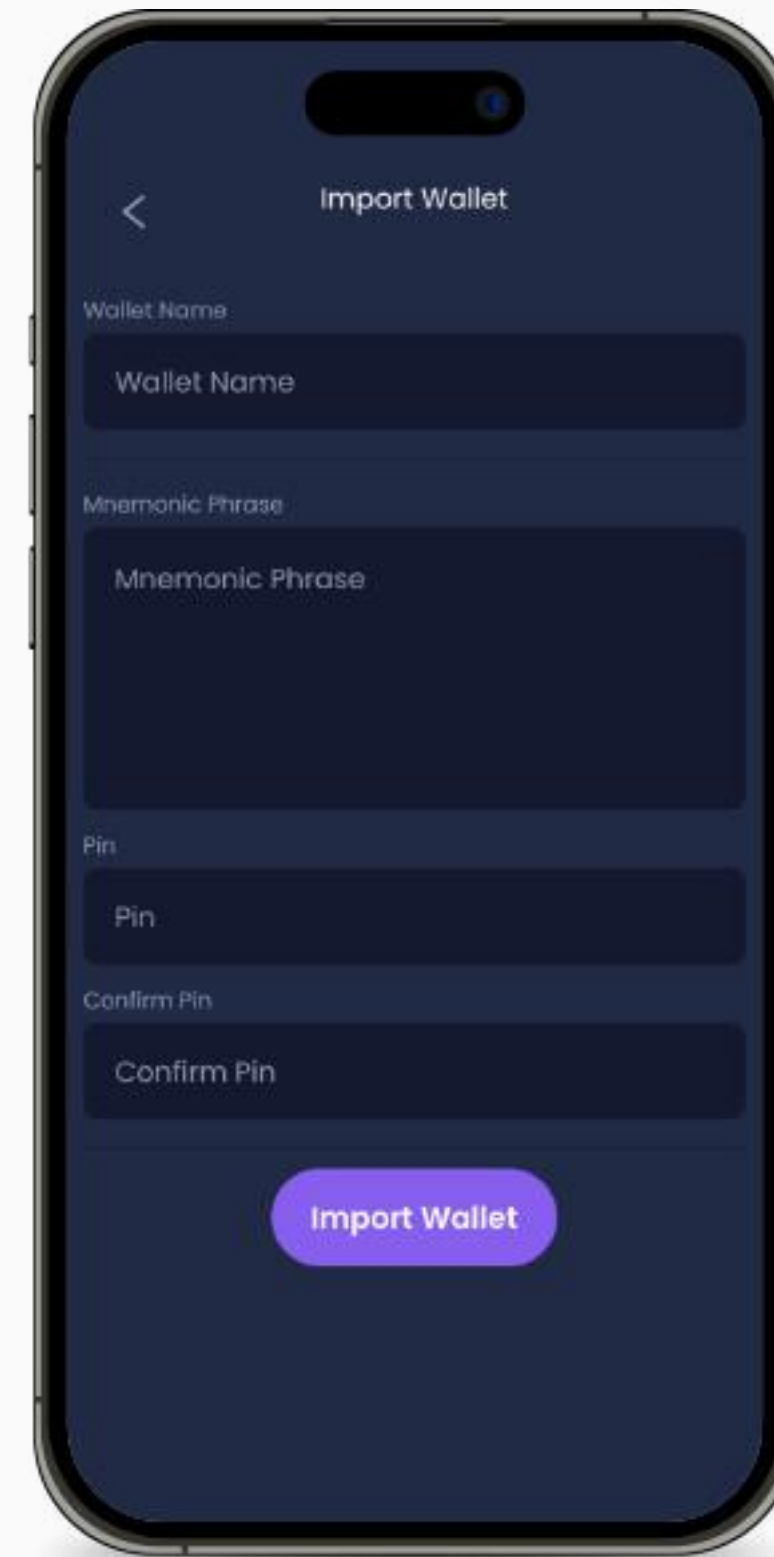 Import Wallet
Wallet Name
Wallet Name
Mnemonic Phrase
Mnemonic Phrase
Pin
Pin
Confirm Pin
Confirm Pin
Import Wallet